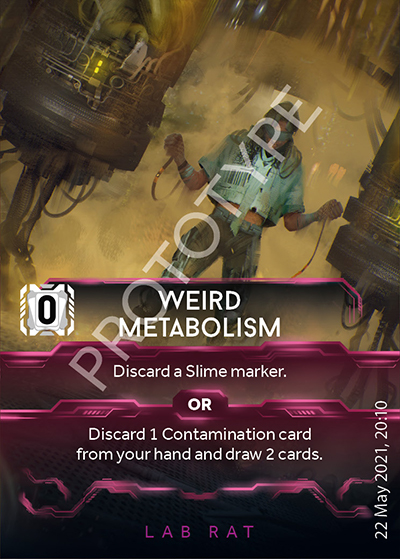 PROTOTYPE
0
WEIRD
METABOLISM
Discard a Slime marker.
OR
Discard 1 Contamination card
from your hand and draw 2 cards.
22 May 2021, 20:10
LAB RAT